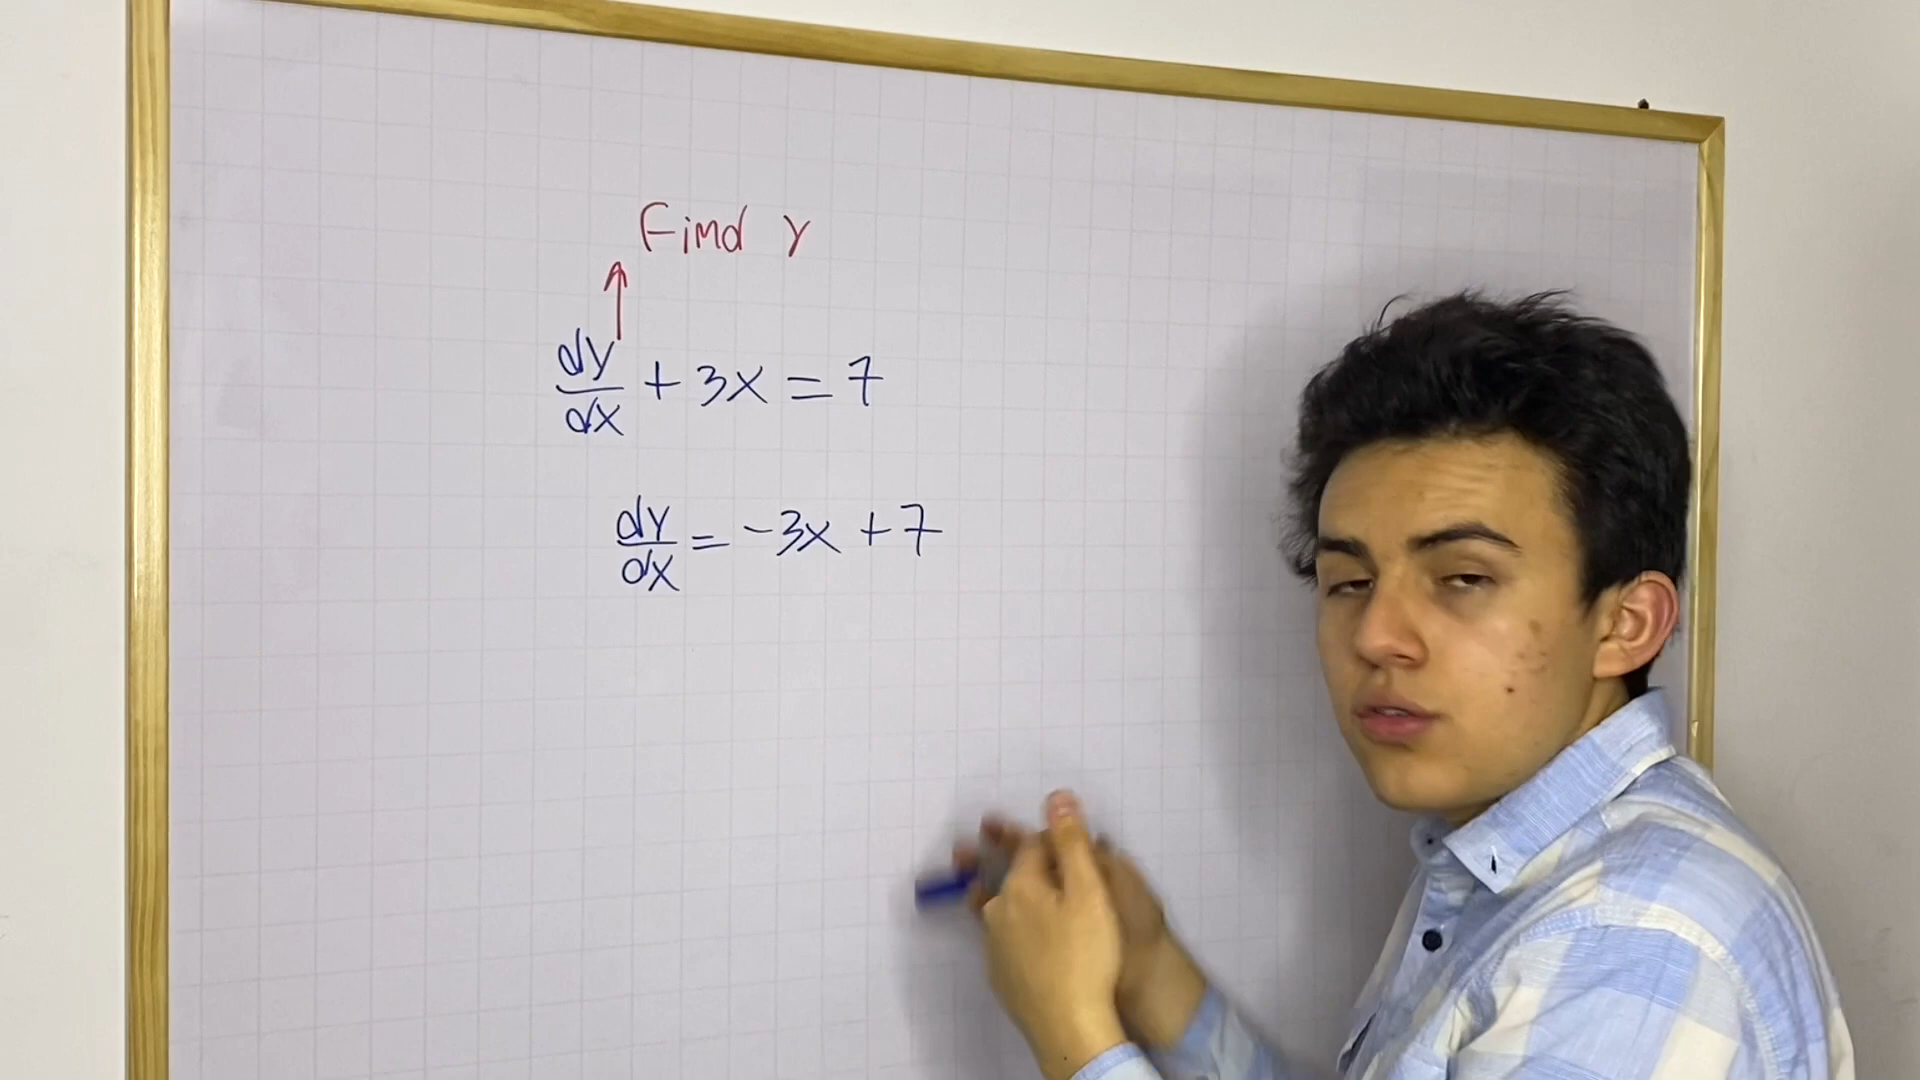 Find y
dy/dx + 3x = 7
dy/dx = -3x + 7